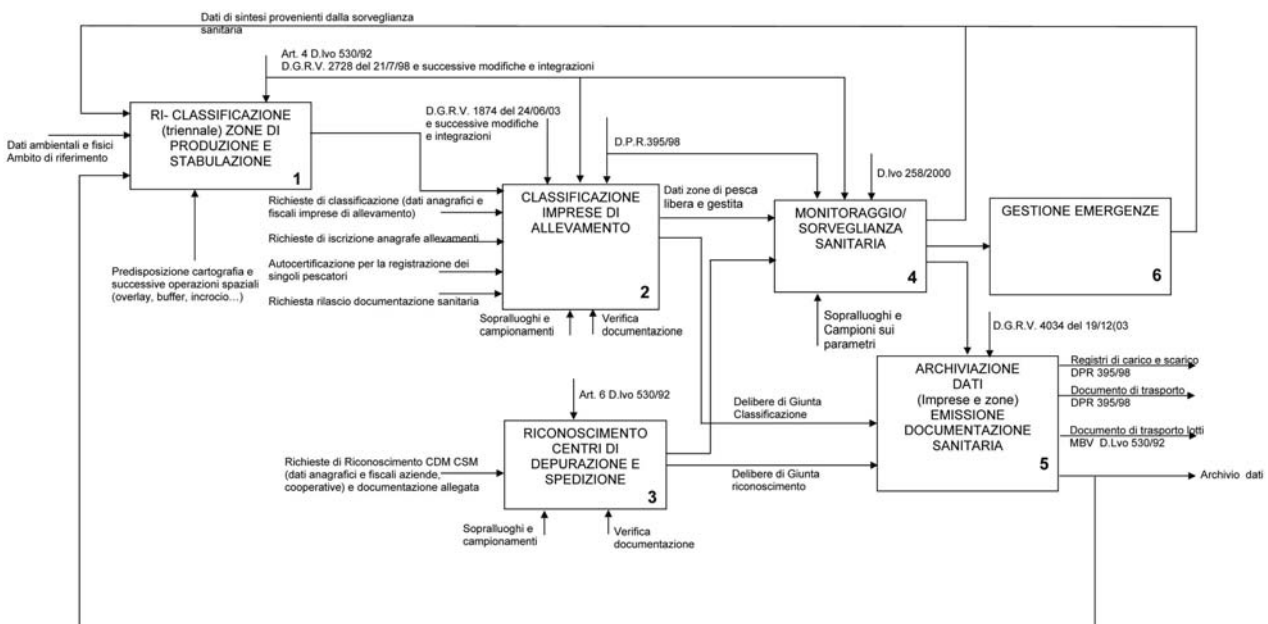 Dati di sintesi provenienti dalla sorveglianza
sanitaria
Art. 4 D.lvo 530/92
D.G.R.V. 2728 del 21/7/98 e successive modifiche e integrazioni
RI- CLASSIFICAZIONE
(triennale) ZONE DI
PRODUZIONE E
STABULAZIONE
1
Dati ambientali e fisici
Ambito di riferimento
Predisposizione cartografia e
successive operazioni spaziali
(overlay, buffer, incrocio…)
D.G.R.V. 1874 del 24/06/03
e successive modifiche
e integrazioni
D.P.R.395/98
Richieste di classificazione (dati anagrafici e
fiscali imprese di allevamento)
Richieste di iscrizione anagrafe allevamenti
Autocertificazione per la registrazione dei
singoli pescatori
Richiesta rilascio documentazione sanitaria
CLASSIFICAZIONE
IMPRESE DI
ALLEVAMENTO
2
Sopralluoghi e
campionamenti
Verifica
documentazione
Dati zone di pesca
libera e gestita
D.lvo 258/2000
MONITORAGGIO/
SORVEGLIANZA
SANITARIA
4
Sopralluoghi e
Campioni sui
parametri
GESTIONE EMERGENZE
6
Art. 6 D.lvo 530/92
RICONOSCIMENTO
CENTRI DI
DEPURAZIONE E
SPEDIZIONE
3
Richieste di Riconoscimento CDM CSM
(dati anagrafici e fiscali aziende,
cooperative) e documentazione allegata
Sopralluoghi e
campionamenti
Verifica
documentazione
Delibere di Giunta
Classificazione
Delibere di Giunta
riconoscimento
D.G.R.V. 4034 del 19/12(03
ARCHIVIAZIONE
DATI
(Imprese e zone)
EMISSIONE
DOCUMENTAZIONE
SANITARIA
5
Registri di carico e scarico
DPR 395/98
Documento di trasporto
DPR 395/98
Documento di trasporto lotti
MBV D.Lvo 530/92
Archivio dati